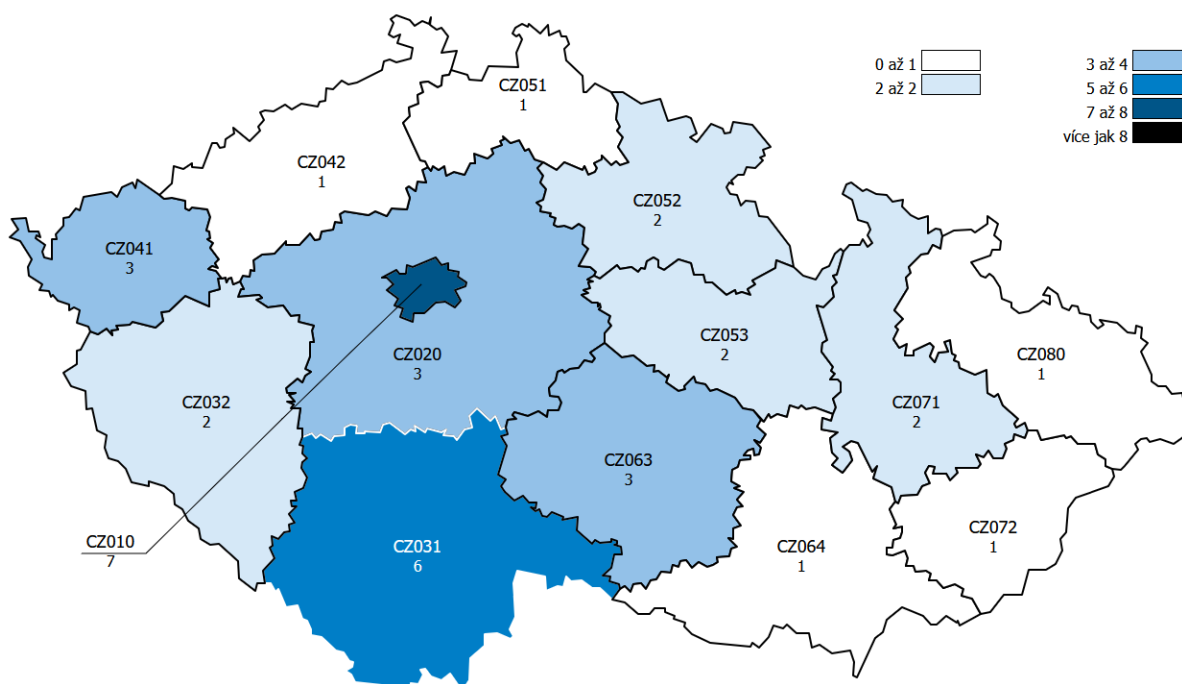 0 až 1
2 až 2
3 až 4
5 až 6
7 až 8
více jak 8
CZ051
1
CZ042
1
CZ052
2
CZ041
3
CZ053
2
CZ020
3
CZ080
1
CZ032
2
CZ071
2
CZ063
3
CZ010
7
CZ031
6
CZ064
1
CZ072
1